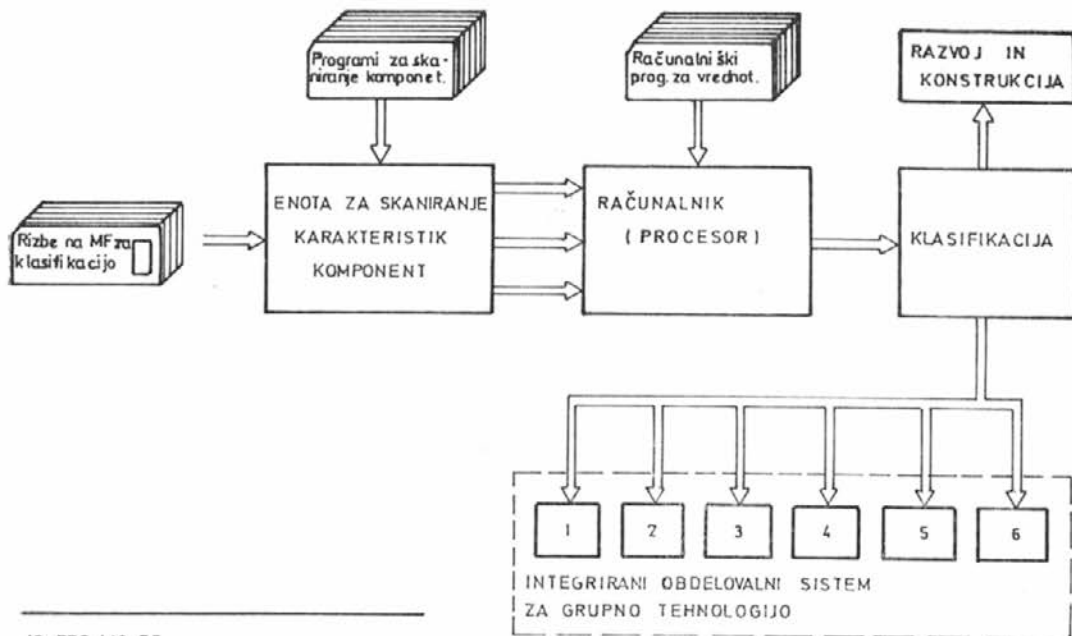 Programi za ska-
niranje komponet.
Računalniški
prog. za vrednot.
RAZVOJ IN
KONSTRUKCIJA
Rizbe na MF za
klasifikacijo
ENOTA ZA SKANIRANJE
KARAKTERISTIK
KOMPONENT
RAČUNALNIK
(PROCESOR)
KLASIFIKACIJA
1 2 3 4 5 6
INTEGRIRANI OBDELOVALNI SISTEM
ZA GRUPNO TEHNOLOGIJO